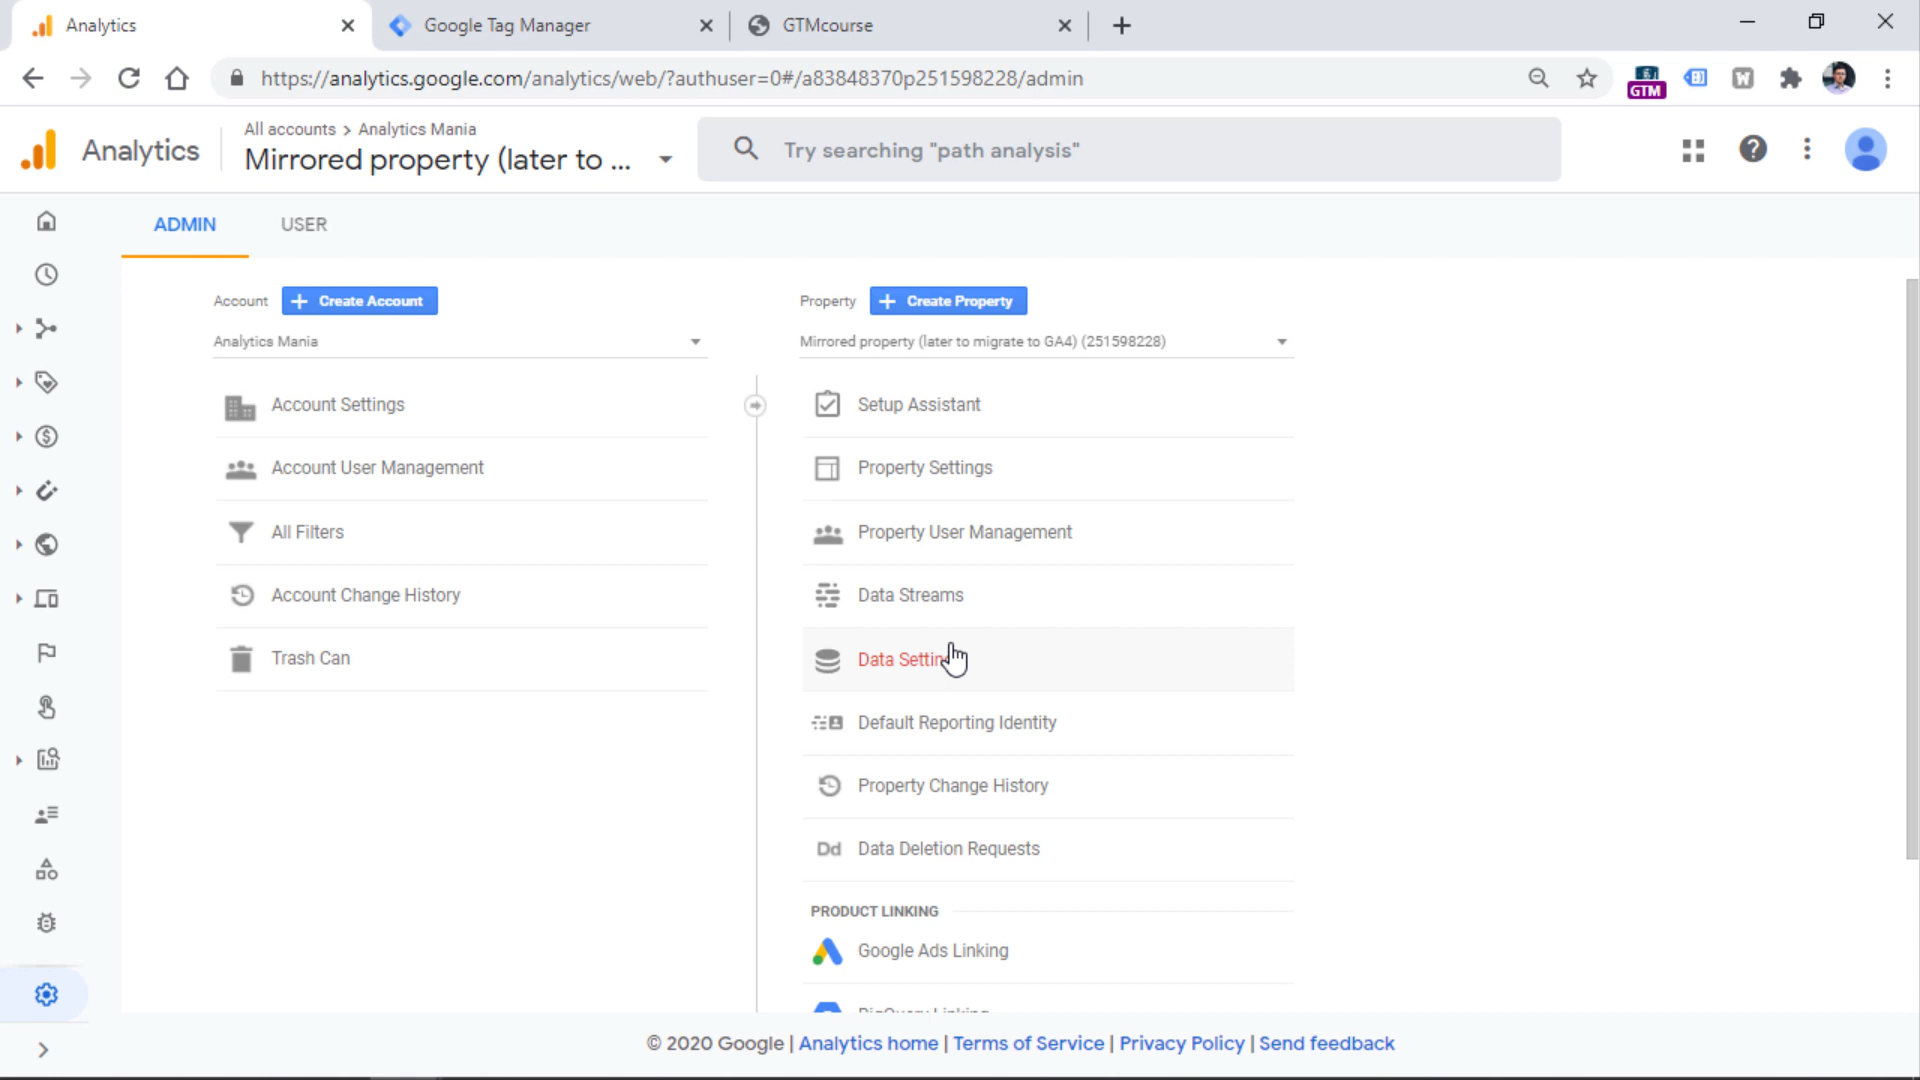 Analytics
Google Tag Manager
GTMcourse
https://analytics.google.com/analytics/web/?authuser=0#/a83848370p251598228/admin
GTM
W
Analytics
All accounts > Analytics Mania
Mirrored property (later to ...
Try searching "path analysis"
ADMIN
USER
Account
Create Account
Analytics Mania
Account Settings
Account User Management
All Filters
Account Change History
Trash Can
Property
Create Property
Mirrored property (later to migrate to GA4) (251598228)
Setup Assistant
Property Settings
Property User Management
Data Streams
Data Settin
Default Reporting Identity
Property Change History
Dd Data Deletion Requests
PRODUCT LINKING
Google Ads Linking
BigQuery Linking
© 2020 Google | Analytics home | Terms of Service | Privacy Policy | Send feedback